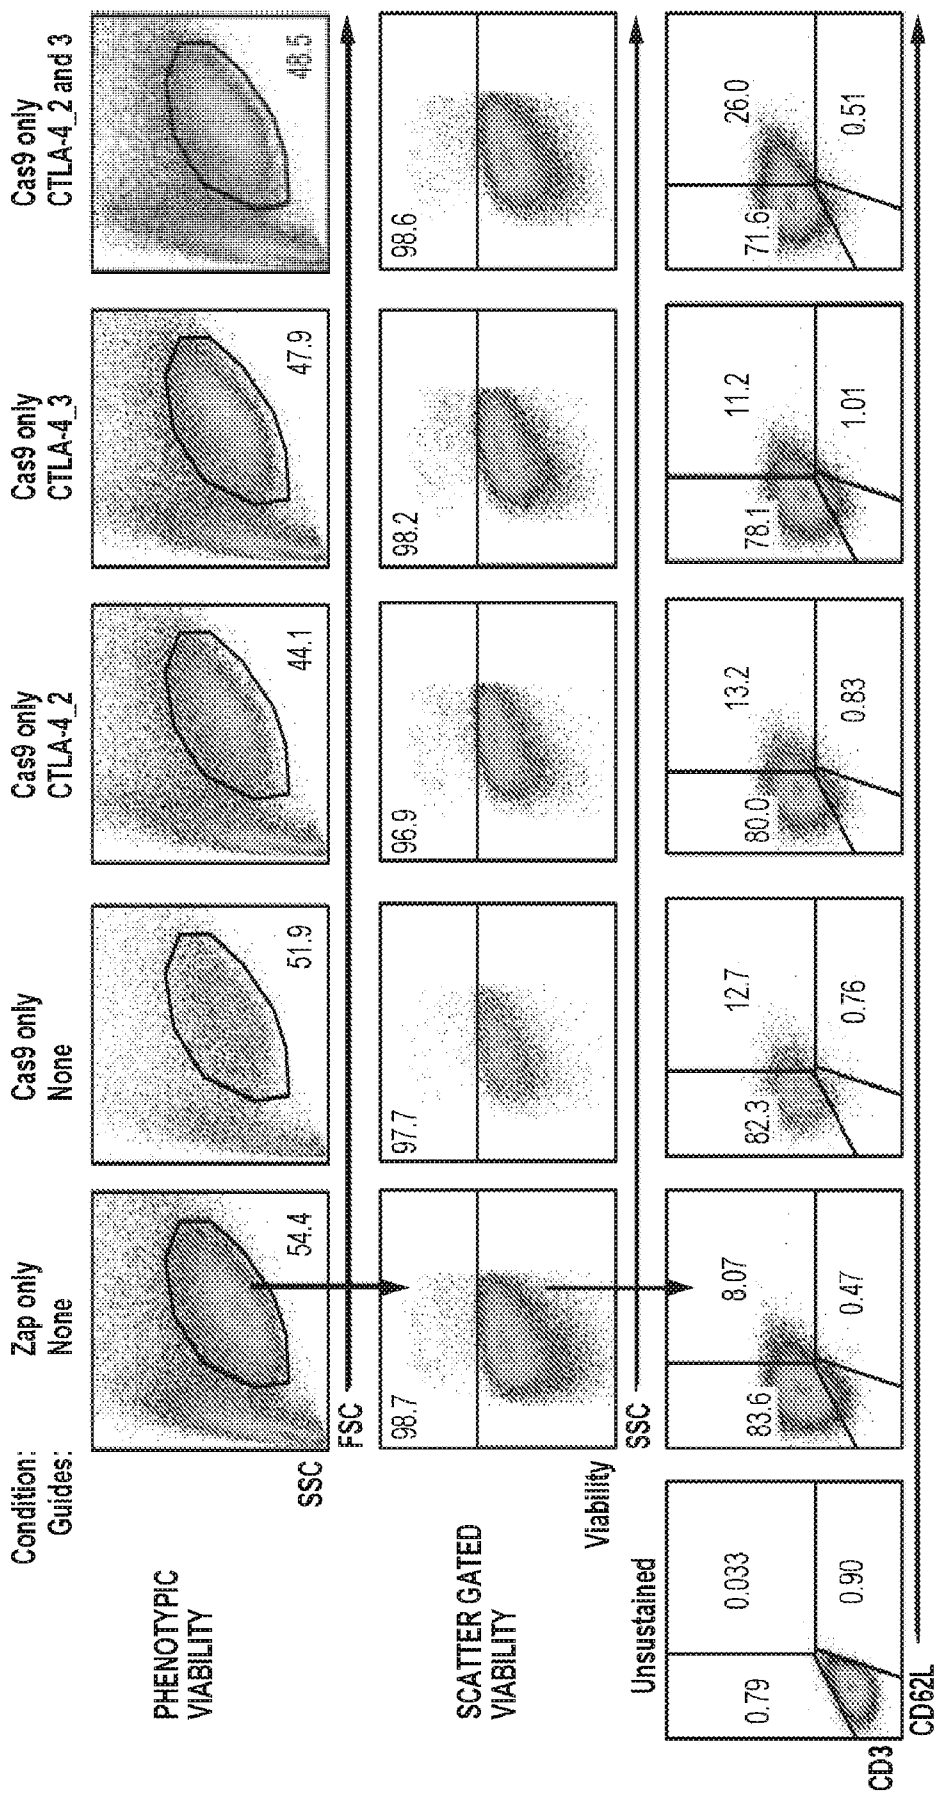 Condition: Zap only Cas9 only Cas9 only Cas9 only Cas9 only
Guides: None None CTLA-4_2 CTLA-4_3 CTLA-4_2 and 3
PHENOTYPIC
VIABILITY
54.4 51.9 44.1 47.9 48.5
SSC
FSC
SCATTER GATED
VIABILITY
98.7 97.7 96.9 98.2 98.6
Viability
SSC
Unsustained
0.79 0.033 83.6 8.07 82.3 12.7 80.0 13.2 78.1 11.2 71.6 26.0
0.90 0.47 0.76 0.83 1.01 0.51
CD3
CD62L